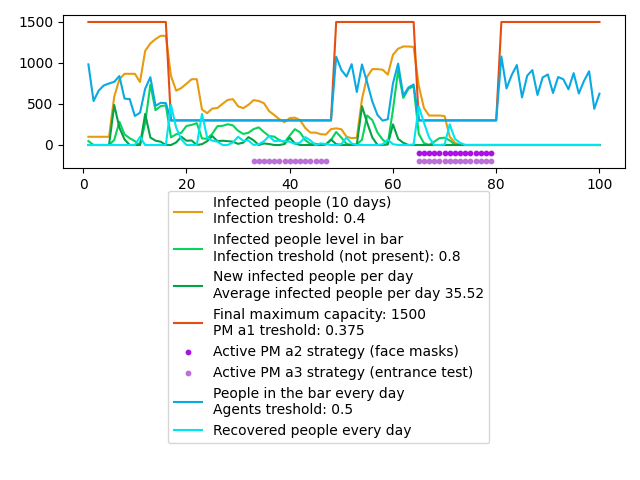 1500
1000
500
0
0 20 40 60 80 100
Infected people (10 days)
Infection treshold: 0.4
Infected people level in bar
Infection treshold (not present): 0.8
New infected people per day
Average infected people per day 35.52
Final maximum capacity: 1500
PM a1 treshold: 0.375
Active PM a2 strategy (face masks)
Active PM a3 strategy (entrance test)
People in the bar every day
Agents treshold: 0.5
Recovered people every day